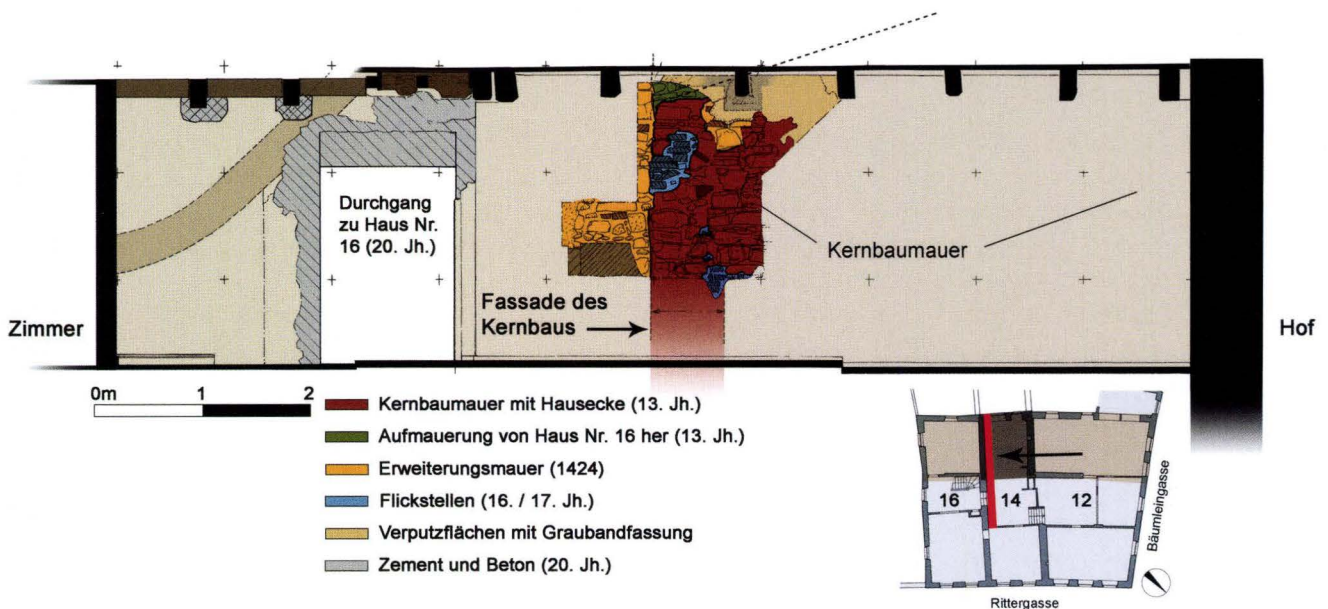 Durchgang
zu Haus Nr.
16 (20. Jh.)
Kernbaumauer
Fassade des
Kernbaus
Zimmer
Hof
0m 1 2
Kernbaumauer mit Hausecke (13. Jh.)
Aufmauerung von Haus Nr. 16 her (13. Jh.)
Erweiterungsmauer (1424)
Flickstellen (16. / 17. Jh.)
Verputzflächen mit Graubandfassung
Zement und Beton (20. Jh.)
16 14 12
Bäumleingasse
Rittergasse